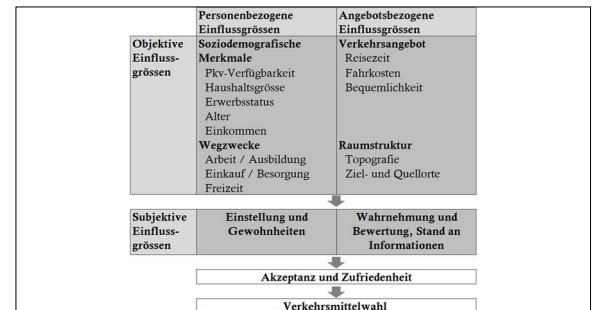 Personenbezogene Einflussgrössen
Angebotsbezogene Einflussgrössen
Objektive Einfluss-grössen
Soziodemografische Merkmale
Pkv-Verfügbarkeit
Haushaltsgrösse
Erwerbsstatus
Alter
Einkommen
Wegzwecke
Arbeit / Ausbildung
Einkauf / Besorgung
Freizeit
Verkehrsangebot
Reisezeit
Fahrkosten
Bequemlichkeit
Raumstruktur
Topografie
Ziel- und Quellorte
Subjektive Einfluss-grössen
Einstellung und Gewohnheiten
Wahrnehmung und Bewertung, Stand an Informationen
Akzeptanz und Zufriedenheit
Verkehrsmittelwahl